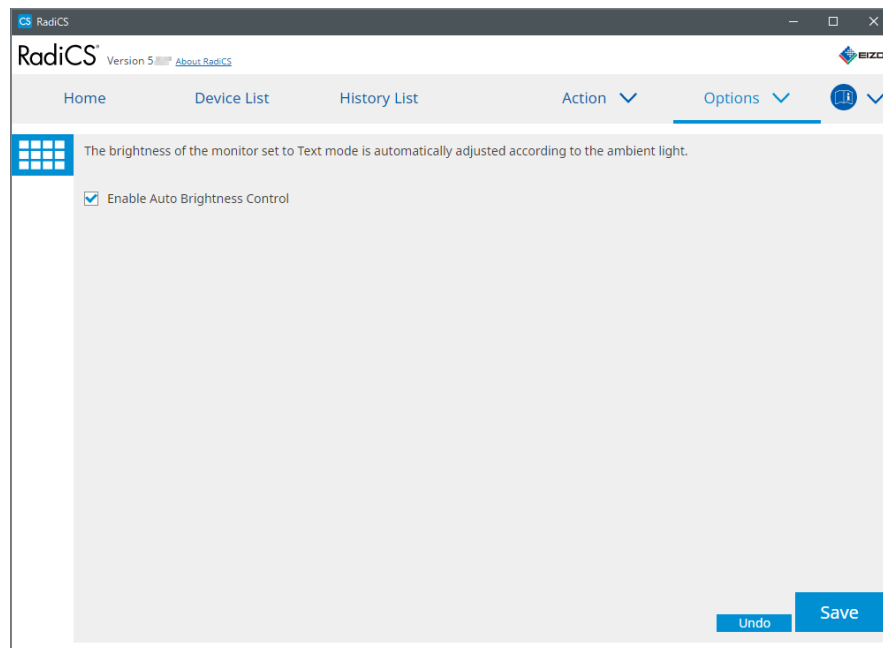 CS RadiCS
RadiCS Version 5. About RadiCS
EIZO
Home Device List History List Action Options
The brightness of the monitor set to Text mode is automatically adjusted according to the ambient light.
Enable Auto Brightness Control
Undo Save